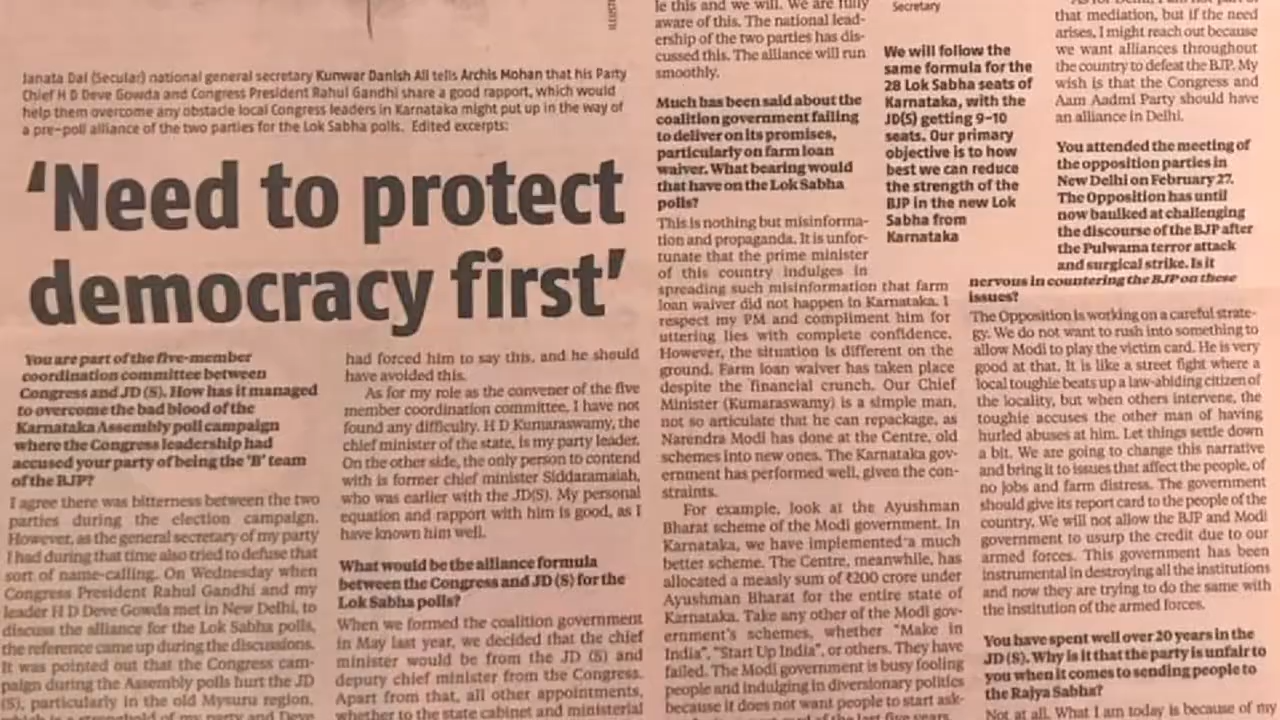 Janata Dal (Secular) national general secretary Kunwar Danish Ali tells Archis Mohan that his Party
Chief H D Deve Gowda and Congress President Rahul Gandhi share a good rapport, which would
help them overcome any obstacle local Congress leaders in Karnataka might put up in the way of
a pre-poll alliance of the two parties for the Lok Sabha polls. Edited excerpts:
‘Need to protect
democracy first’
You are part of the five-member
coordination committee between
Congress and JD (S). How has it managed
to overcome the bad blood of the
Karnataka Assembly poll campaign
where the Congress leadership had
accused your party of being the ‘B’ team
of the BJP?
I agree there was bitterness between the two
parties during the election campaign.
However, as the general secretary of my party
I had during that time also tried to defuse that
sort of name-calling. On Wednesday when
Congress President Rahul Gandhi and my
leader H D Deve Gowda met in New Delhi, to
discuss the alliance for the Lok Sabha polls,
the reference came up during the discussions.
It was pointed out that the Congress cam-
paign during the Assembly polls hurt the JD
(S), particularly in the old Mysuru region,
had forced him to say this, and he should
have avoided this.
As for my role as the convener of the five
member coordination committee, I have not
found any difficulty. H D Kumaraswamy, the
chief minister of the state, is my party leader.
On the other side, the only person to contend
with is former chief minister Siddaramaiah,
who was earlier with the JD(S). My personal
equation and rapport with him is good, as I
have known him well.
What would be the alliance formula
between the Congress and JD (S) for the
Lok Sabha polls?
When we formed the coalition government
in May last year, we decided that the chief
minister would be from the JD (S) and
deputy chief minister from the Congress.
Apart from that, all other appointments,
whether to the state cabinet and ministerial
le this and we will. We are fully
aware of this. The national lead-
ership of the two parties has dis-
cussed this. The alliance will run
smoothly.
Much has been said about the
coalition government failing
to deliver on its promises,
particularly on farm loan
waiver. What bearing would
that have on the Lok Sabha
polls?
This is nothing but misinforma-
tion and propaganda. It is unfor-
tunate that the prime minister
of this country indulges in
spreading such misinformation that farm
loan waiver did not happen in Karnataka. I
respect my PM and compliment him for
uttering lies with complete confidence.
However, the situation is different on the
ground. Farm loan waiver has taken place
despite the financial crunch. Our Chief
Minister (Kumaraswamy) is a simple man,
not so articulate that he can repackage, as
Narendra Modi has done at the Centre, old
schemes into new ones. The Karnataka gov-
ernment has performed well, given the con-
straints.
For example, look at the Ayushman
Bharat scheme of the Modi government. In
Karnataka, we have implemented a much
better scheme. The Centre, meanwhile, has
allocated a measly sum of ₹200 crore under
Ayushman Bharat for the entire state of
Karnataka. Take any other of the Modi gov-
ernment’s schemes, whether “Make in
India”, “Start Up India”, or others. They have
failed. The Modi government is busy fooling
people and indulging in diversionary politics
because it does not want people to start ask-
Secretary
We will follow the
same formula for the
28 Lok Sabha seats of
Karnataka, with the
JD(S) getting 9-10
seats. Our primary
objective is to how
best we can reduce
the strength of the
BJP in the new Lok
Sabha from
Karnataka
that mediation, but if the need
arises, I might reach out because
we want alliances throughout
the country to defeat the BJP. My
wish is that the Congress and
Aam Aadmi Party should have
an alliance in Delhi.
You attended the meeting of
the opposition parties in
New Delhi on February 27.
The Opposition has until
now baulked at challenging
the discourse of the BJP after
the Pulwama terror attack
and surgical strike. Is it
nervous in countering the BJP on these
issues?
The Opposition is working on a careful strate-
gy. We do not want to rush into something to
allow Modi to play the victim card. He is very
good at that. It is like a street fight where a
local toughie beats up a law-abiding citizen of
the locality, but when others intervene, the
toughie accuses the other man of having
hurled abuses at him. Let things settle down
a bit. We are going to change this narrative
and bring it to issues that affect the people, of
no jobs and farm distress. The government
should give its report card to the people of the
country. We will not allow the BJP and Modi
government to usurp the credit due to our
armed forces. This government has been
instrumental in destroying all the institutions
and now they are trying to do the same with
the institution of the armed forces.
You have spent well over 20 years in the
JD (S). Why is it that the party is unfair to
you when it comes to sending people to
the Rajya Sabha?
Not at all. What I am today is because of my